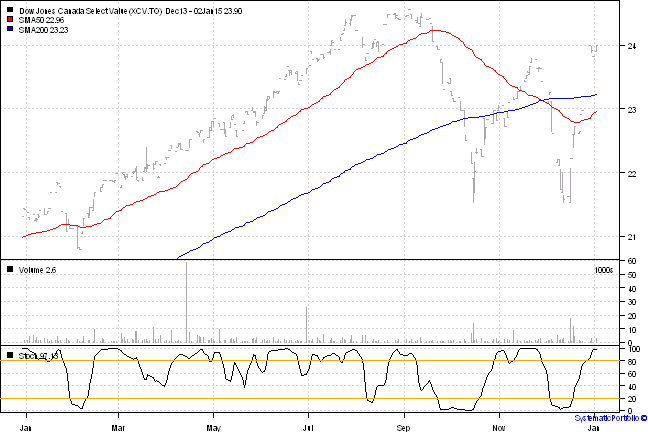 Dow Jones Canada Select Value (XCV.TO) Dec13 - 02Jan15 23.90
SMA50 22.96
SMA200 23.23
24
23
22
21
Volume 2.6
1000s
60
50
40
30
20
10
0
Stoch 97.13
100
80
60
40
20
0
Jan
Mar
May
Jul
Sep
Nov
Jan
SystematicPortfolio ©